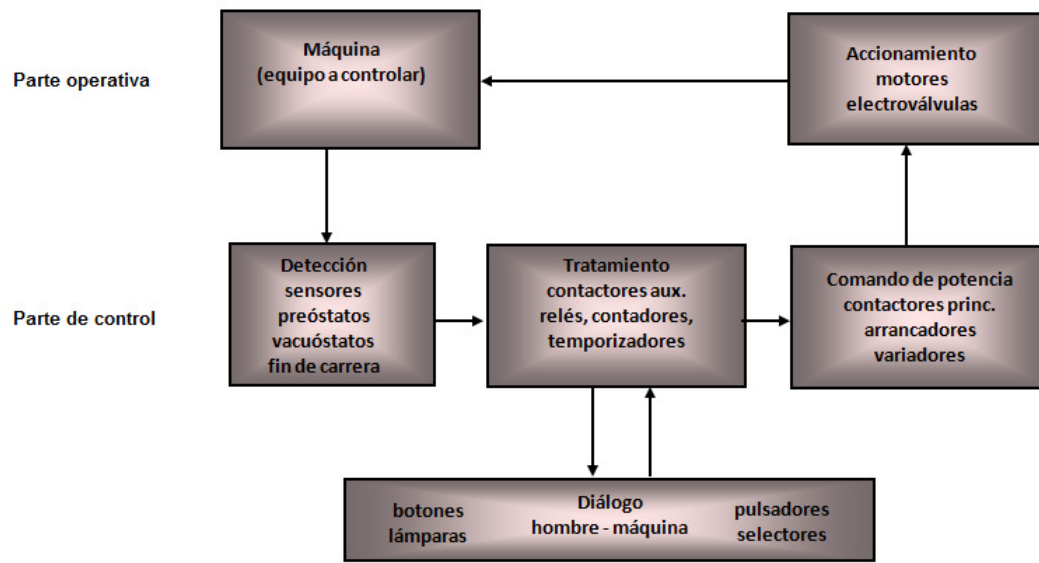 Parte operativa
Máquina
(equipo a controlar)
Accionamiento
motores
electroválvulas
Parte de control
Detección
sensores
preóstatos
vacuóstatos
fin de carrera
Tratamiento
contactores aux.
relés, contadores,
temporizadores
Comando de potencia
contactores princ.
arrancadores
variadores
botones
lámparas
Diálogo
hombre - máquina
pulsadores
selectores